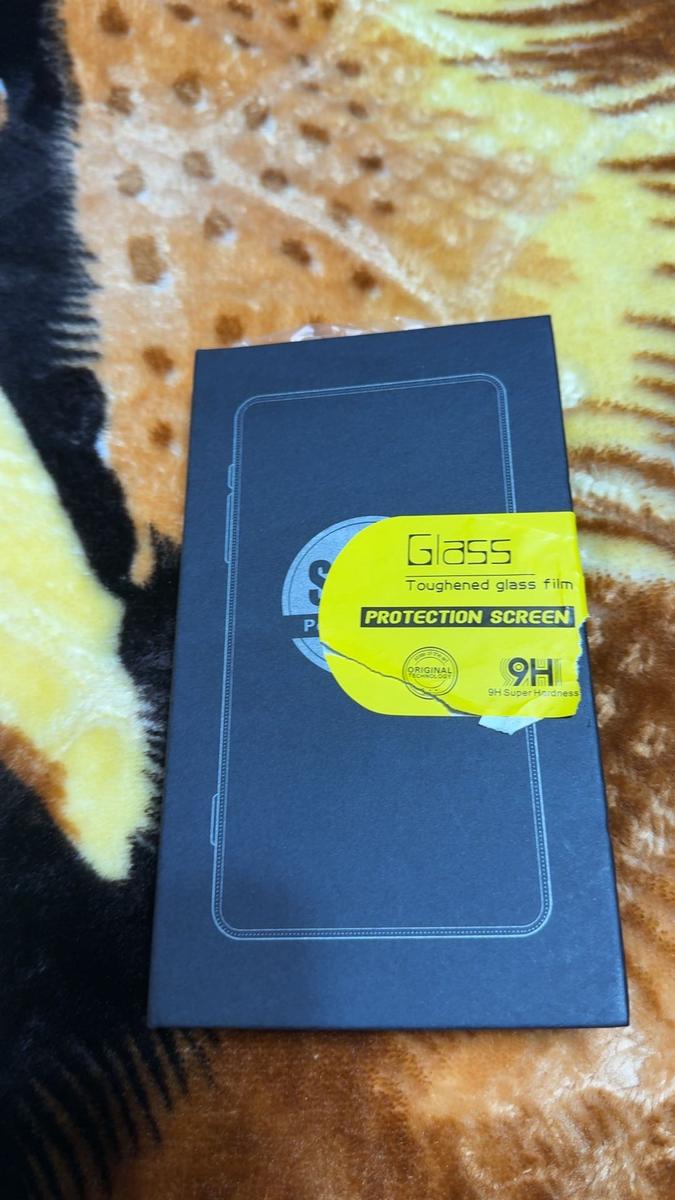 Glass
Toughened glass film
PROTECTION SCREEN
ORIGINAL
TECHNOLOGY
9H
9H Super Hardness